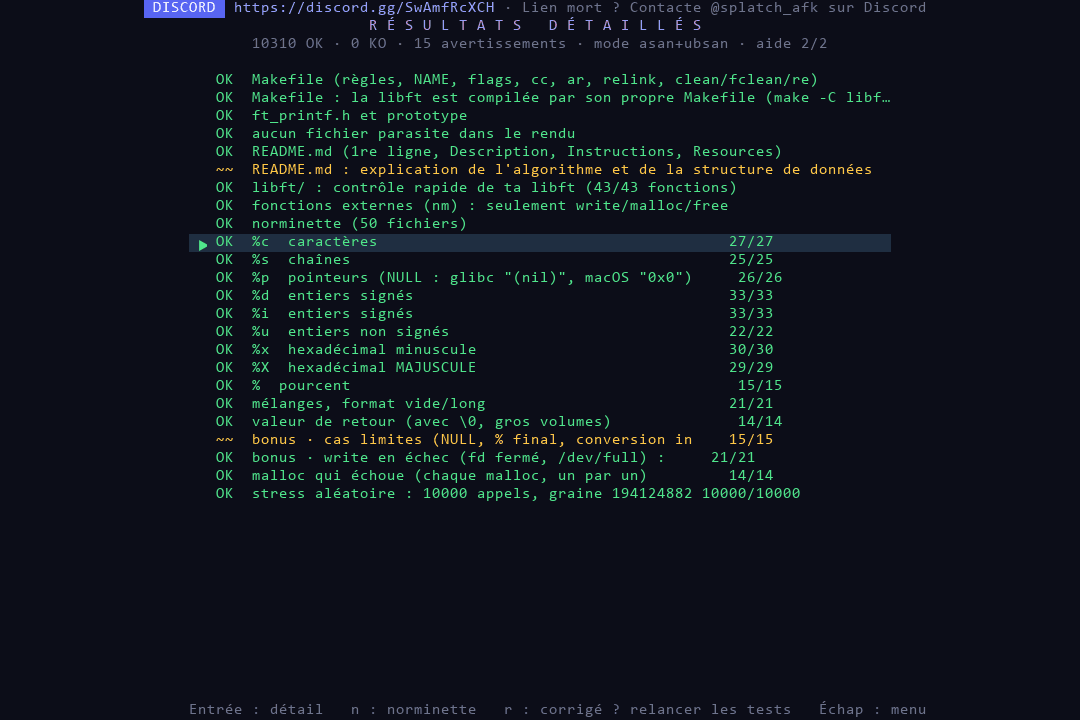 DISCORD https://discord.gg/SwAmfRcXCH · Lien mort ? Contacte @splatch_afk sur Discord
RÉSULTATS DÉTAILLÉS
10310 OK · 0 KO · 15 avertissements · mode asan+ubsan · aide 2/2
OK Makefile (règles, NAME, flags, cc, ar, relink, clean/fclean/re)
OK Makefile : la libft est compilée par son propre Makefile (make -C libf…
OK ft_printf.h et prototype
OK aucun fichier parasite dans le rendu
OK README.md (1re ligne, Description, Instructions, Resources)
~~ README.md : explication de l'algorithme et de la structure de données
OK libft/ : contrôle rapide de ta libft (43/43 fonctions)
OK fonctions externes (nm) : seulement write/malloc/free
OK norminette (50 fichiers)
▶ OK %c caractères 27/27
OK %s chaînes 25/25
OK %p pointeurs (NULL : glibc "(nil)", macOS "0x0") 26/26
OK %d entiers signés 33/33
OK %i entiers signés 33/33
OK %u entiers non signés 22/22
OK %x hexadécimal minuscule 30/30
OK %X hexadécimal MAJUSCULE 29/29
OK % pourcent 15/15
OK mélanges, format vide/long 21/21
OK valeur de retour (avec \0, gros volumes) 14/14
~~ bonus · cas limites (NULL, % final, conversion in 15/15
OK bonus · write en échec (fd fermé, /dev/full) : 21/21
OK malloc qui échoue (chaque malloc, un par un) 14/14
OK stress aléatoire : 10000 appels, graine 194124882 10000/10000
Entrée : détail n : norminette r : corrigé ? relancer les tests Échap : menu